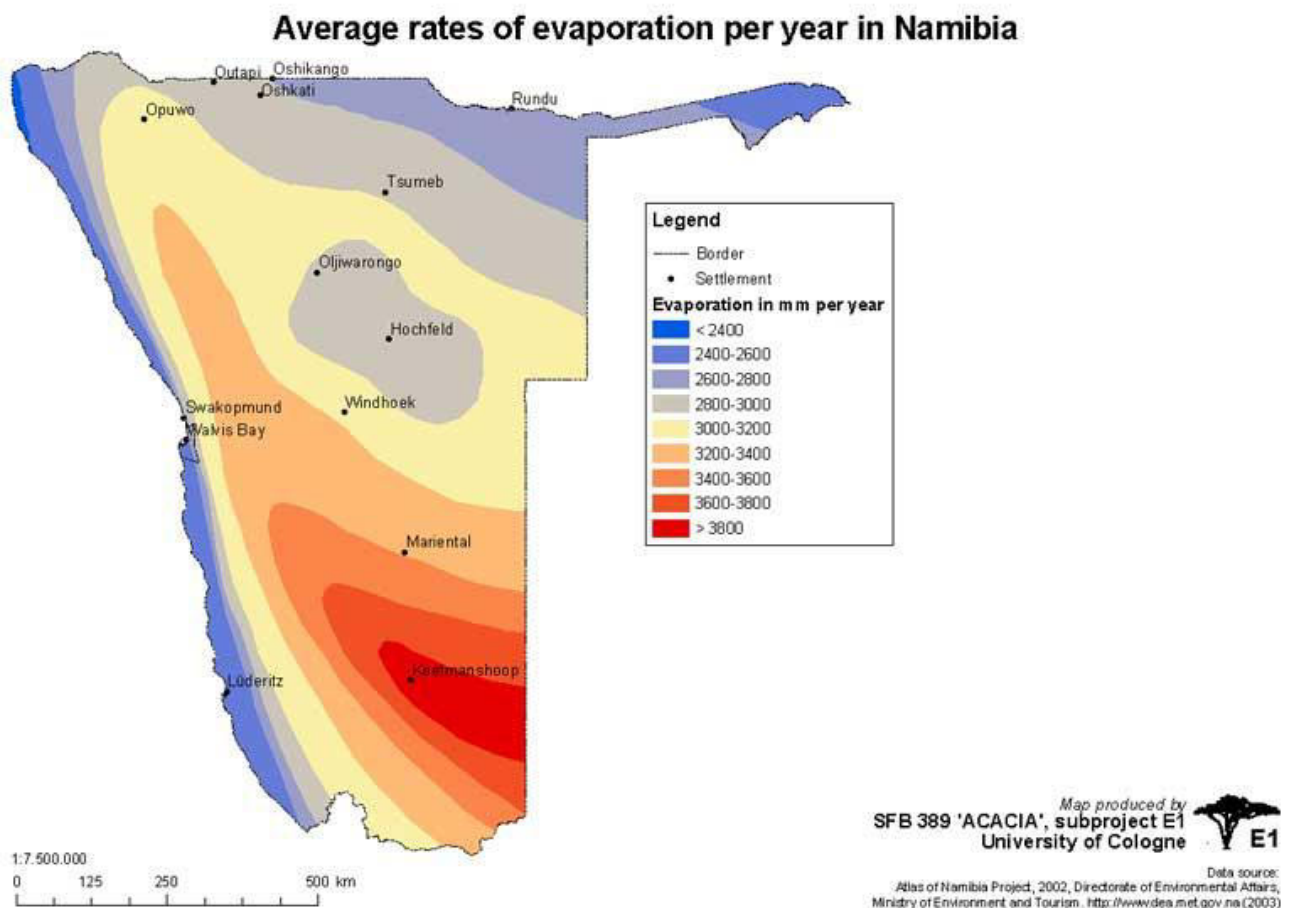 Average rates of evaporation per year in Namibia
Outapi
Oshikango
Oshkati
Opuwo
Rundu
Tsumeb
Oljiwarongo
Hochfeld
Windhoek
Swakopmund
Walvis Bay
Mariental
Keetmanshoop
Lüderitz
Legend
Border
Settlement
Evaporation in mm per year
< 2400
2400-2600
2600-2800
2800-3000
3000-3200
3200-3400
3400-3600
3600-3800
> 3800
1:7.500.000
0 125 250 500 km
Map produced by
SFB 389 'ACACIA', subproject E1
University of Cologne
E1
Data source:
Atlas of Namibia Project, 2002, Directorate of Environmental Affairs,
Ministry of Environment and Tourism. http://www.dea.met.gov.na (2003)